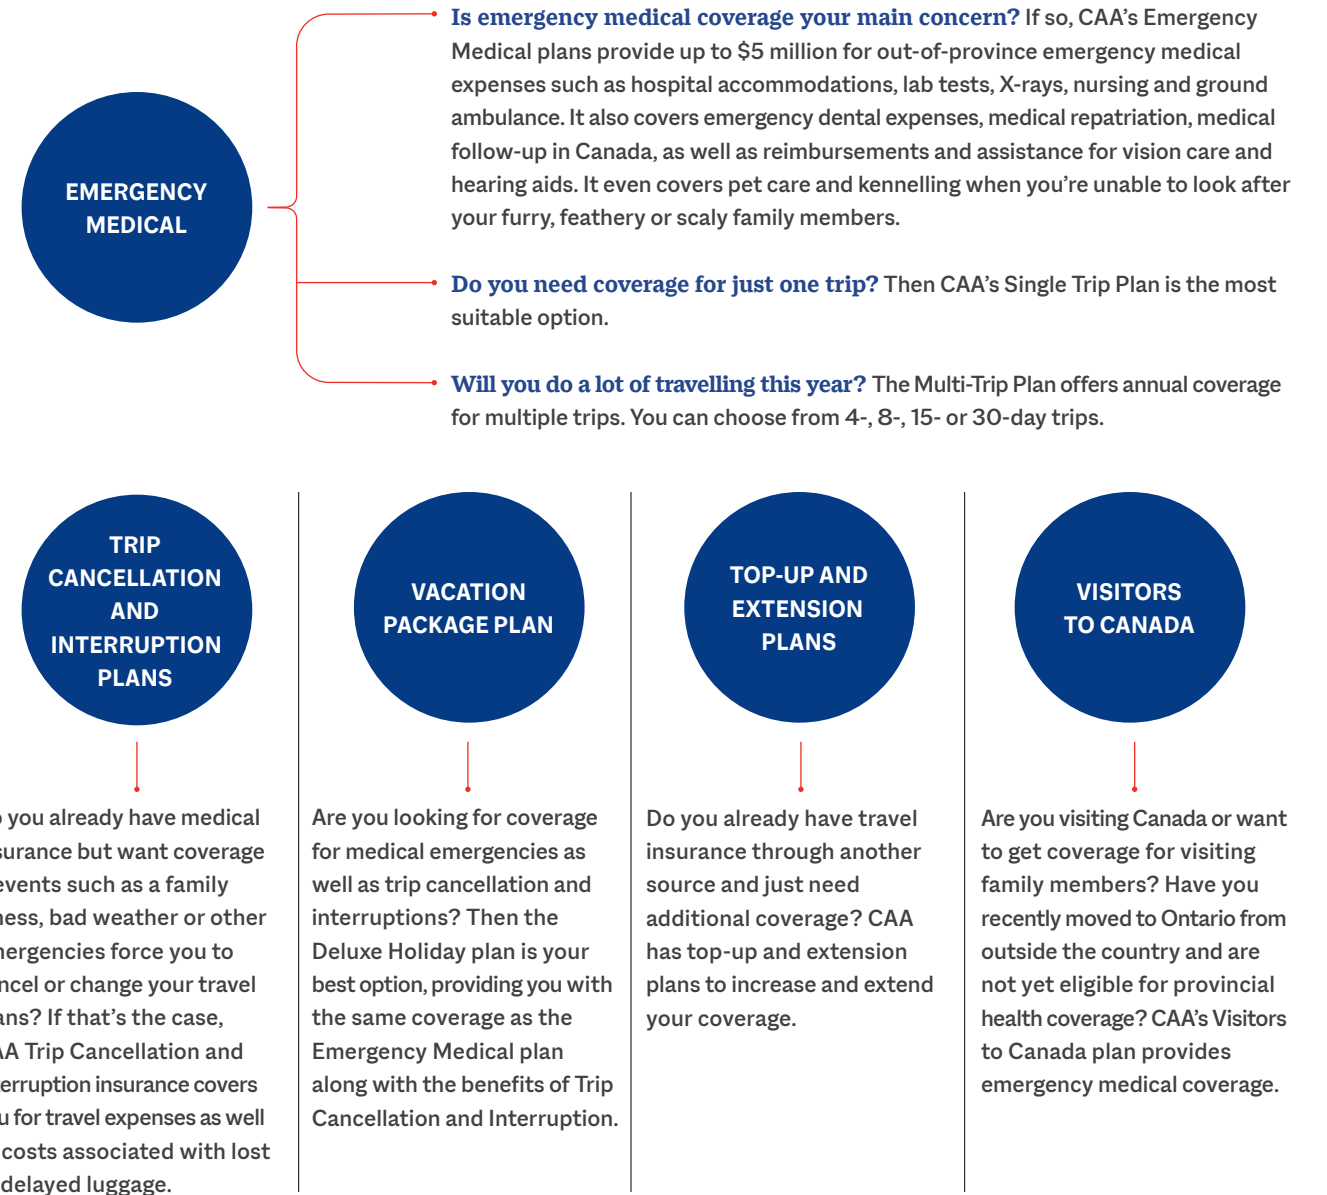 EMERGENCY
MEDICAL
Is emergency medical coverage your main concern? If so, CAA’s Emergency
Medical plans provide up to $5 million for out-of-province emergency medical
expenses such as hospital accommodations, lab tests, X-rays, nursing and ground
ambulance. It also covers emergency dental expenses, medical repatriation, medical
follow-up in Canada, as well as reimbursements and assistance for vision care and
hearing aids. It even covers pet care and kennelling when you’re unable to look after
your furry, feathery or scaly family members.
Do you need coverage for just one trip? Then CAA’s Single Trip Plan is the most
suitable option.
Will you do a lot of travelling this year? The Multi-Trip Plan offers annual coverage
for multiple trips. You can choose from 4-, 8-, 15- or 30-day trips.
TRIP
CANCELLATION
AND
INTERRUPTION
PLANS
you already have medical
but want coverage
events such as a family
bad weather or other
force you to
or change your travel
If that’s the case,
Trip Cancellation and
insurance covers
for travel expenses as well
costs associated with lost
delayed luggage.
VACATION
PACKAGE PLAN
Are you looking for coverage
for medical emergencies as
well as trip cancellation and
interruptions? Then the
Deluxe Holiday plan is your
best option, providing you with
the same coverage as the
Emergency Medical plan
along with the benefits of Trip
Cancellation and Interruption.
TOP-UP AND
EXTENSION
PLANS
Do you already have travel
insurance through another
source and just need
additional coverage? CAA
has top-up and extension
plans to increase and extend
your coverage.
VISITORS
TO CANADA
Are you visiting Canada or want
to get coverage for visiting
family members? Have you
recently moved to Ontario from
outside the country and are
not yet eligible for provincial
health coverage? CAA’s Visitors
to Canada plan provides
emergency medical coverage.